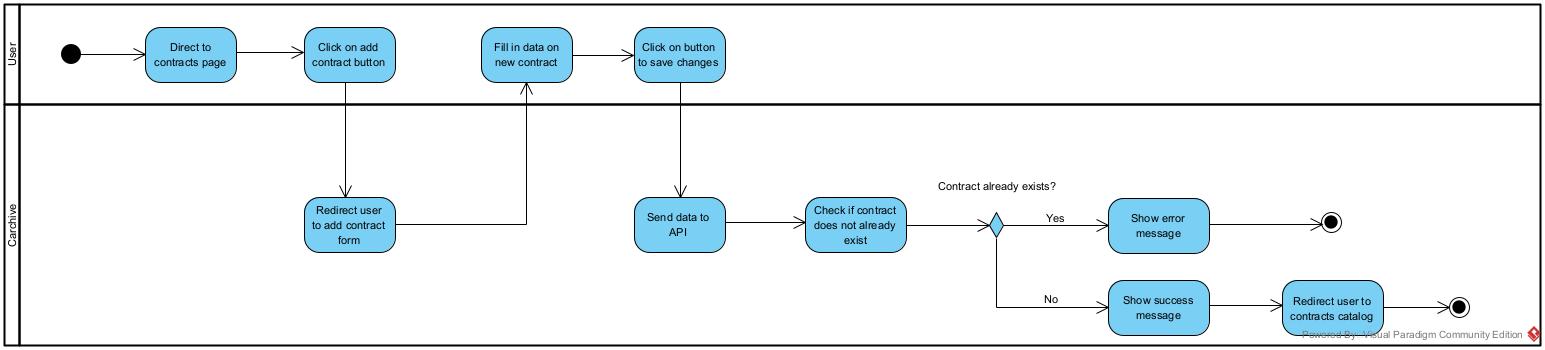 User
Direct to
contracts page
Click on add
contract button
Fill in data on
new contract
Click on button
to save changes
Cardhive
Redirect user
to add contract
form
Send data to
API
Check if contract
does not already
exist
Contract already exists?
Yes
Show error
message
No
Show success
message
Redirect user to
contracts catalog
Powered By: Visual Paradigm Community Edition